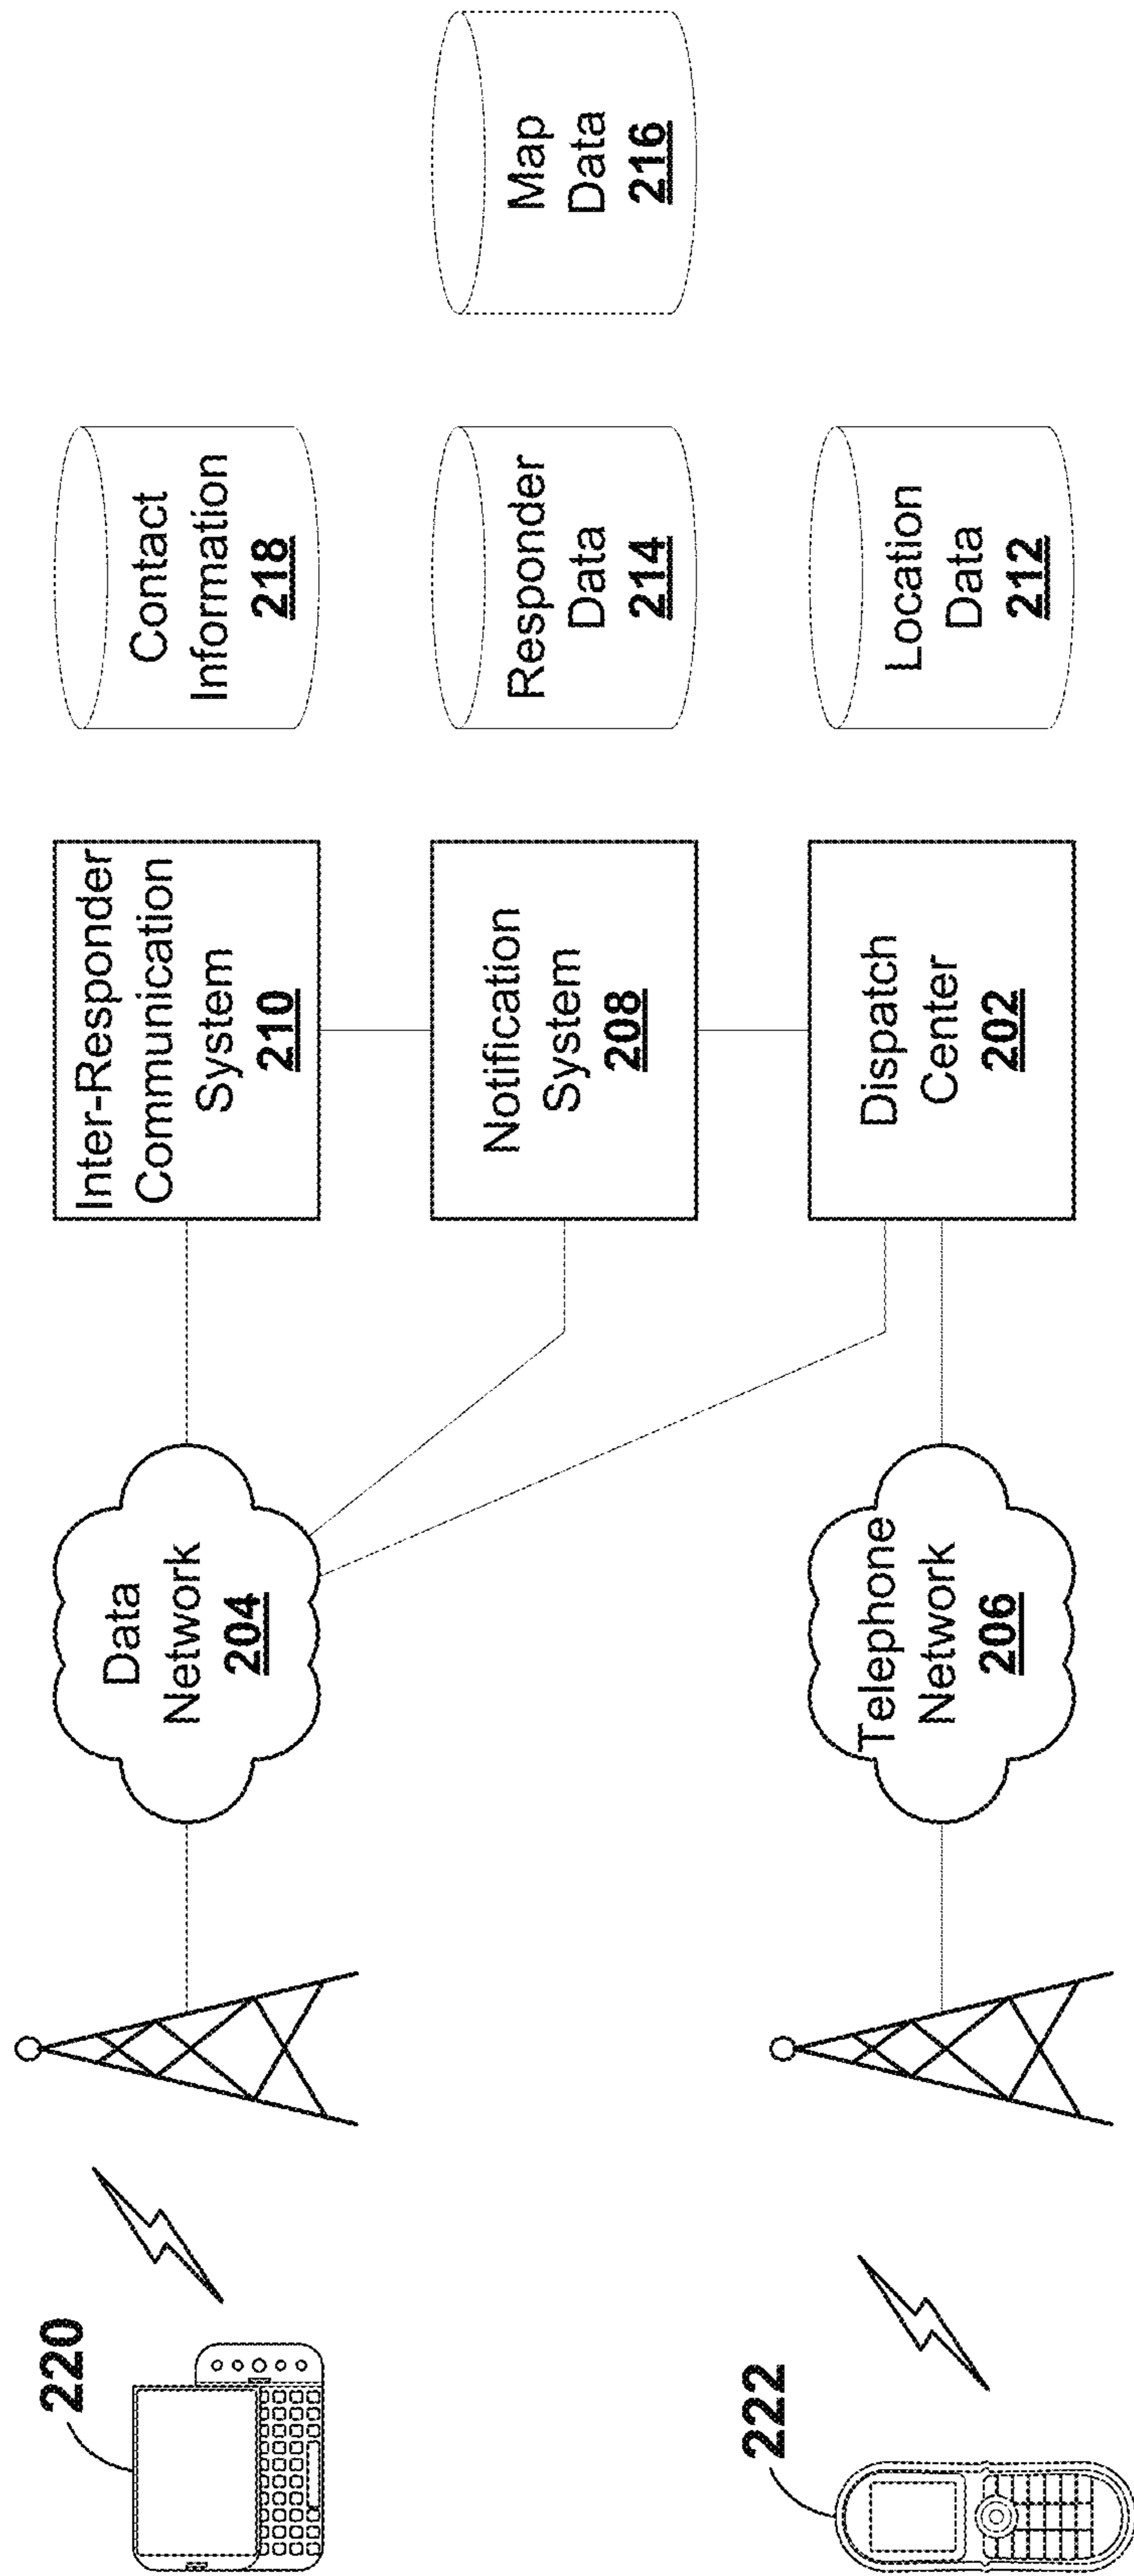 220
Data
Network
204
Inter-Responder
Communication
System
210
Contact
Information
218
Notification
System
208
Responder
Data
214
Map
Data
216
222
Telephone
Network
206
Dispatch
Center
202
Location
Data
212